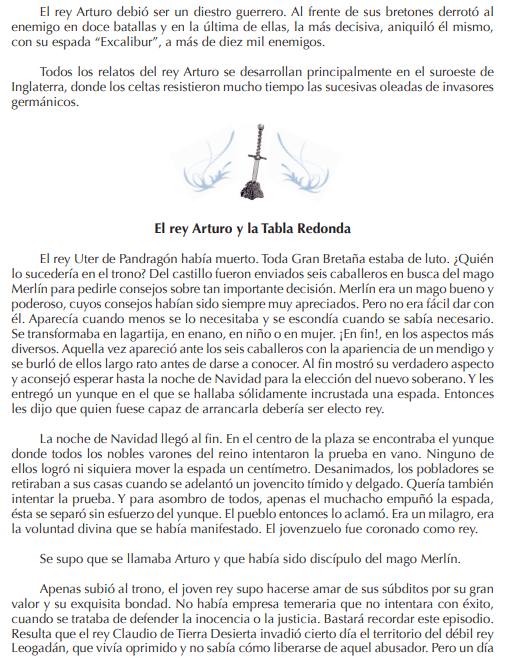 El rey Arturo debió ser un diestro guerrero. Al frente de sus bretones derrotó al
enemigo en doce batallas y en la última de ellas, la más decisiva, aniquiló él mismo,
con su espada “Excalibur”, a más de diez mil enemigos.
Todos los relatos del rey Arturo se desarrollan principalmente en el suroeste de
Inglaterra, donde los celtas resistieron mucho tiempo las sucesivas oleadas de invasores
germánicos.
El rey Arturo y la Tabla Redonda
El rey Uter de Pandragón había muerto. Toda Gran Bretaña estaba de luto. ¿Quién
lo sucedería en el trono? Del castillo fueron enviados seis caballeros en busca del mago
Merlín para pedirle consejos sobre tan importante decisión. Merlín era un mago bueno y
poderoso, cuyos consejos habían sido siempre muy apreciados. Pero no era fácil dar con
él. Aparecía cuando menos se lo necesitaba y se escondía cuando se sabía necesario.
Se transformaba en lagartija, en enano, en niño o en mujer. ¡En fin!, en los aspectos más
diversos. Aquella vez apareció ante los seis caballeros con la apariencia de un mendigo y
se burló de ellos largo rato antes de darse a conocer. Al fin mostró su verdadero aspecto
y aconsejó esperar hasta la noche de Navidad para la elección del nuevo soberano. Y les
entregó un yunque en el que se hallaba sólidamente incrustada una espada. Entonces
les dijo que quien fuese capaz de arrancarla debería ser electo rey.
La noche de Navidad llegó al fin. En el centro de la plaza se encontraba el yunque
donde todos los nobles varones del reino intentaron la prueba en vano. Ninguno de
ellos logró ni siquiera mover la espada un centímetro. Desanimados, los pobladores se
retiraban a sus casas cuando se adelantó un jovencito tímido y delgado. Quería también
intentar la prueba. Y para asombro de todos, apenas el muchacho empuñó la espada,
ésta se separó sin esfuerzo del yunque. El pueblo entonces lo aclamó. Era un milagro, era
la voluntad divina que se había manifestado. El jovenzuelo fue coronado como rey.
Se supo que se llamaba Arturo y que había sido discípulo del mago Merlín.
Apenas subió al trono, el joven rey supo hacerse amar de sus súbditos por su gran
valor y su exquisita bondad. No había empresa temeraria que no intentara con éxito,
cuando se trataba de defender la inocencia o la justicia. Bastará recordar este episodio.
Resulta que el rey Claudio de Tierra Desierta invadió cierto día el territorio del débil rey
Leogadán, que vivía oprimido y no sabía cómo liberarse de aquel abusador. Pero un día